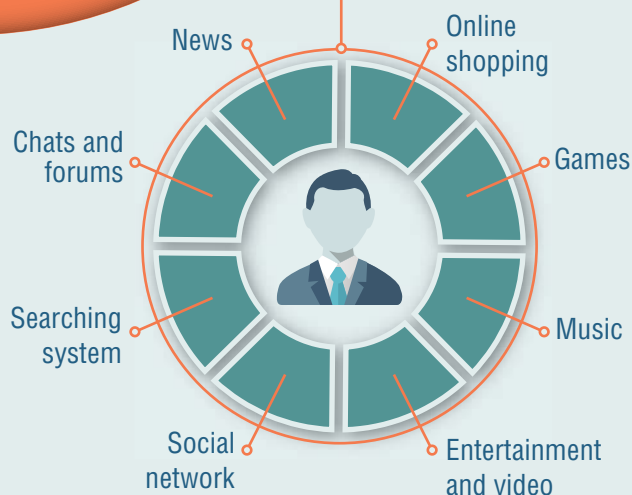 News
Online
shopping
Chats and
forums
Games
Searching
system
Music
Social
network
Entertainment
and video